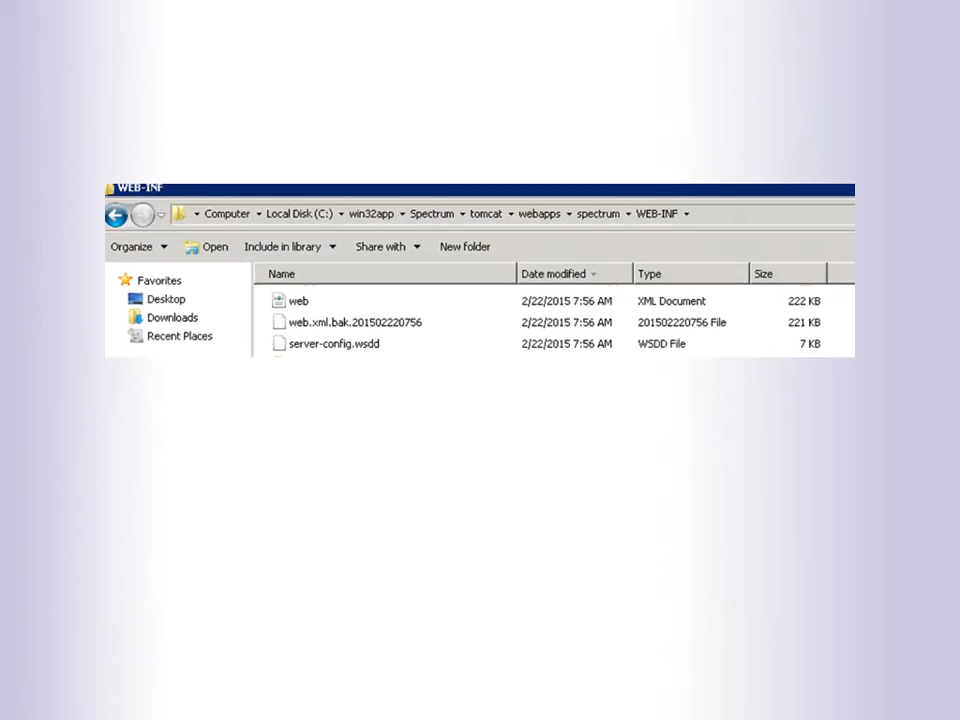 WEB-INF
Computer Local Disk (C:) win32app Spectrum tomcat webapps spectrum WEB-INF
Organize Open Include in library Share with New folder
Favorites
Desktop
Downloads
Recent Places
Name Date modified Type Size
web 2/22/2015 7:56 AM XML Document 222 KB
web.xml.bak.201502220756 2/22/2015 7:56 AM 201502220756 File 221 KB
server-config.wsdd 2/22/2015 7:56 AM WSDD File 7 KB